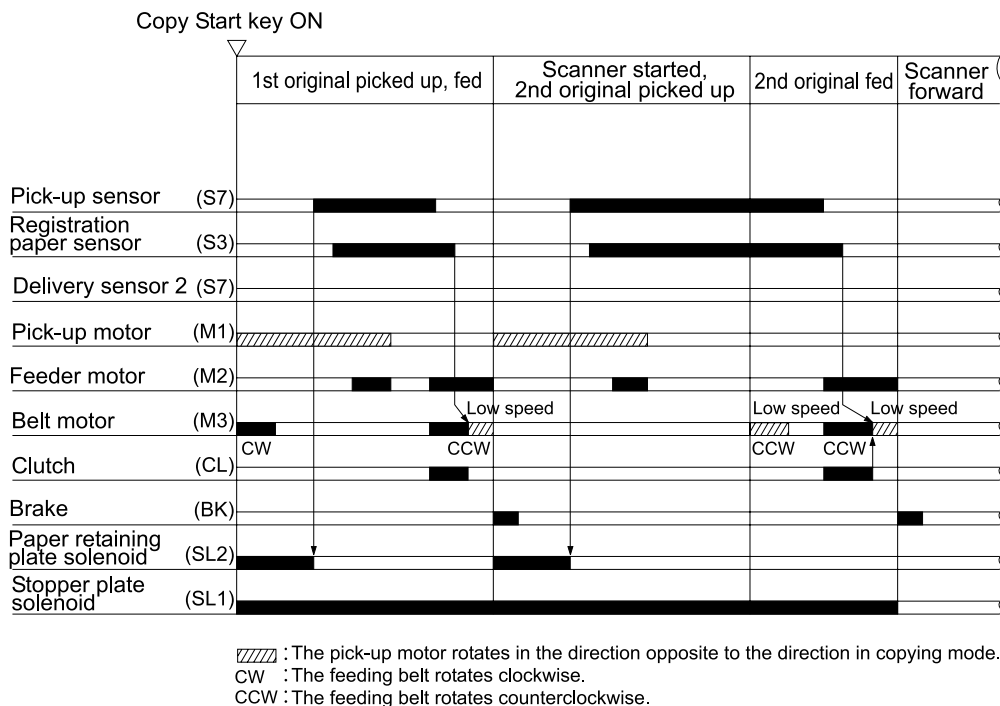 Copy Start key ON
1st original picked up, fed
Scanner started,
2nd original picked up
2nd original fed
Scanner (
forward
Pick-up sensor (S7)
Registration
paper sensor (S3)
Delivery sensor 2 (S7)
Pick-up motor (M1)
Feeder motor (M2)
Low speed
Low speed
Low speed
Belt motor (M3)
CW
CCW
CCW
CCW
Clutch (CL)
Brake (BK)
Paper retaining
plate solenoid (SL2)
Stopper plate
solenoid (SL1)
: The pick-up motor rotates in the direction opposite to the direction in copying mode.
CW : The feeding belt rotates clockwise.
CCW : The feeding belt rotates counterclockwise.